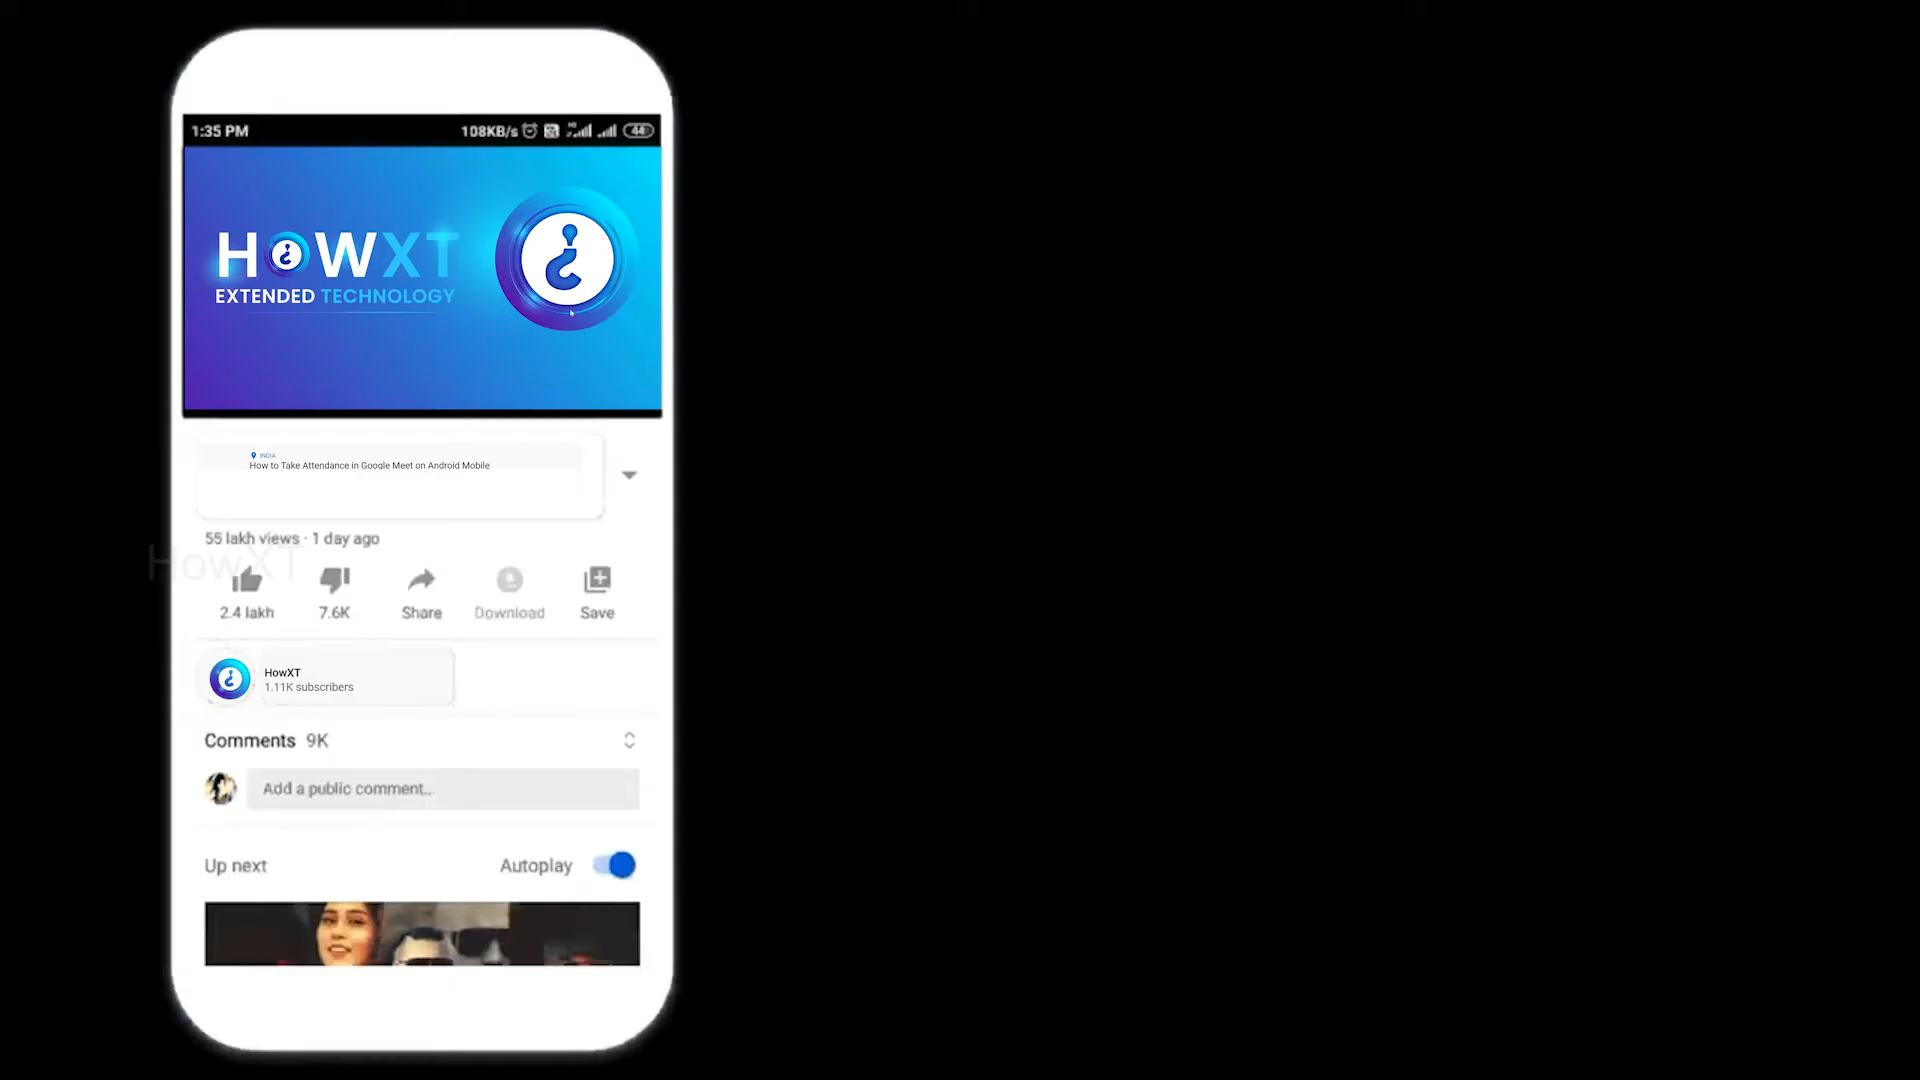 1:35 PM 108KB/s 44
HOWXT
EXTENDED TECHNOLOGY
INDIA
How to Take Attendance in Google Meet on Android Mobile
55 lakh views · 1 day ago
HowXT
2.4 lakh 7.6K Share Download Save
HowXT
1.11K subscribers
Comments 9K
Add a public comment...
Up next Autoplay